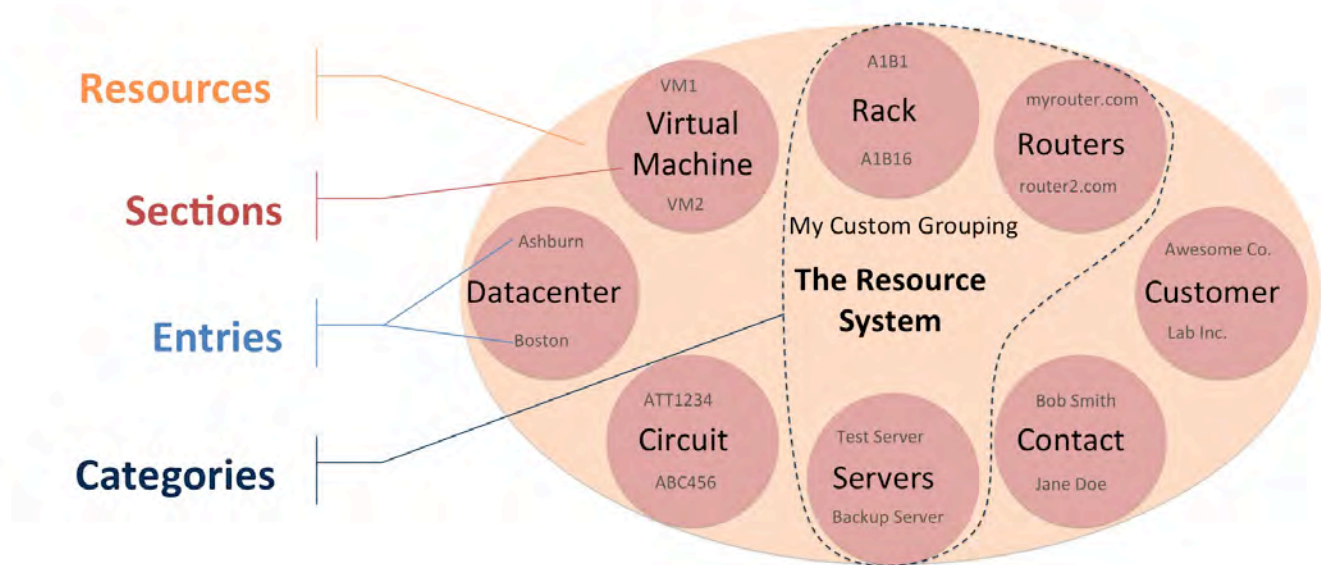 Resources
Sections
Entries
Categories
VM1
Virtual
Machine
VM2
A1B1
Rack
A1B16
myrouter.com
Routers
router2.com
My Custom Grouping
The Resource
System
Ashburn
Datacenter
Boston
Awesome Co.
Customer
Lab Inc.
ATT1234
Circuit
ABC456
Test Server
Servers
Backup Server
Bob Smith
Contact
Jane Doe